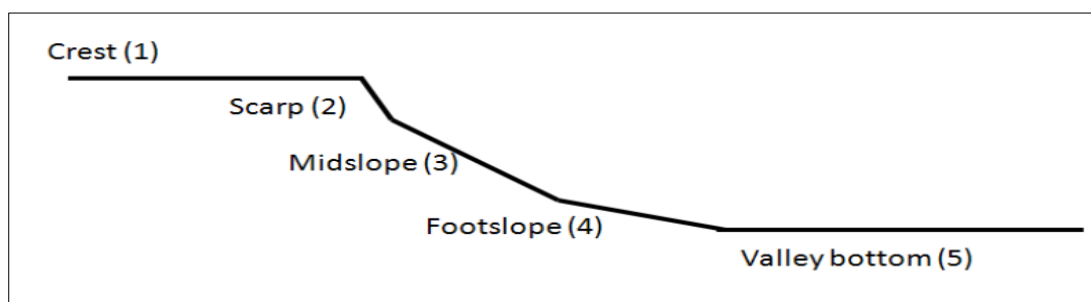 Crest (1)
Scarp (2)
Midslope (3)
Footslope (4)
Valley bottom (5)